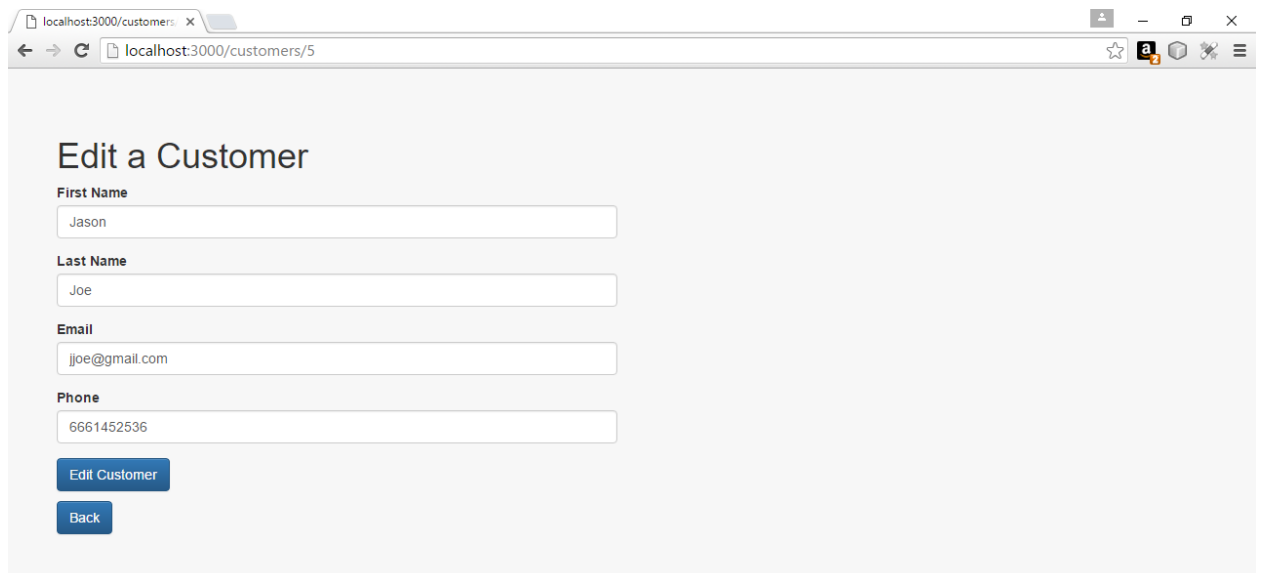 localhost:3000/customers/
localhost:3000/customers/5
a
2
Edit a Customer
First Name
Jason
Last Name
Joe
Email
jjoe@gmail.com
Phone
6661452536
Edit Customer
Back